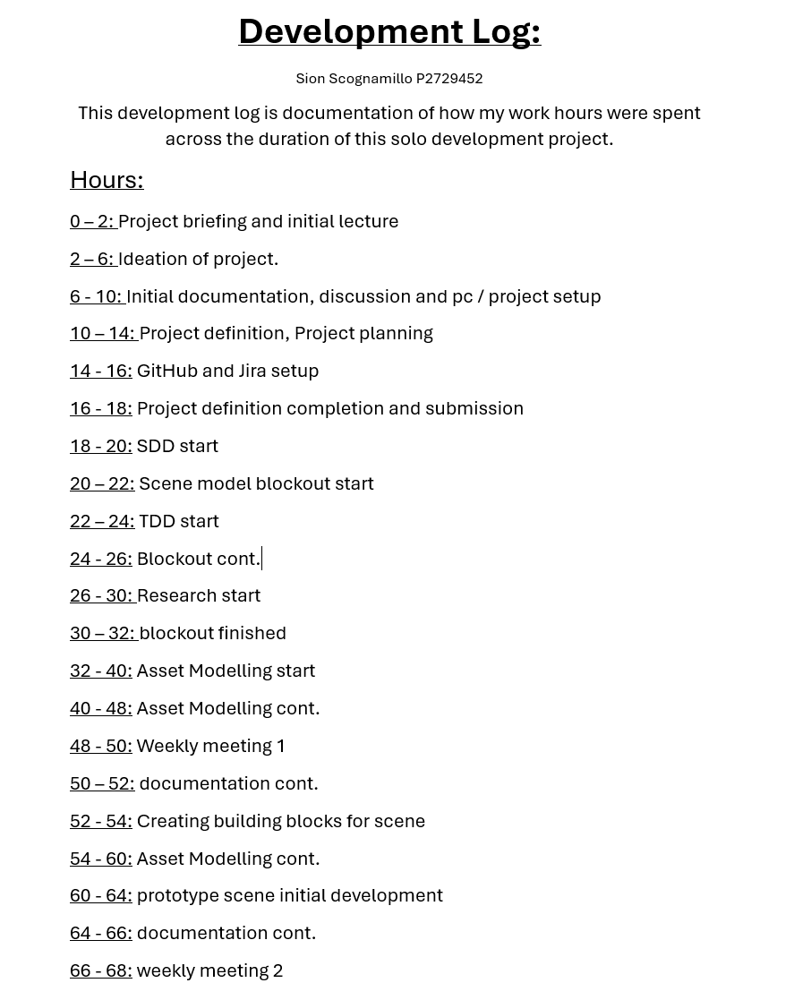 Development Log:
Sion Scognamillo P2729452
This development log is documentation of how my work hours were spent
across the duration of this solo development project.
Hours:
0 – 2: Project briefing and initial lecture
2 – 6: Ideation of project.
6 - 10: Initial documentation, discussion and pc / project setup
10 – 14: Project definition, Project planning
14 - 16: GitHub and Jira setup
16 - 18: Project definition completion and submission
18 - 20: SDD start
20 – 22: Scene model blockout start
22 – 24: TDD start
24 - 26: Blockout cont.
26 - 30: Research start
30 – 32: blockout finished
32 - 40: Asset Modelling start
40 - 48: Asset Modelling cont.
48 - 50: Weekly meeting 1
50 – 52: documentation cont.
52 - 54: Creating building blocks for scene
54 - 60: Asset Modelling cont.
60 - 64: prototype scene initial development
64 - 66: documentation cont.
66 - 68: weekly meeting 2